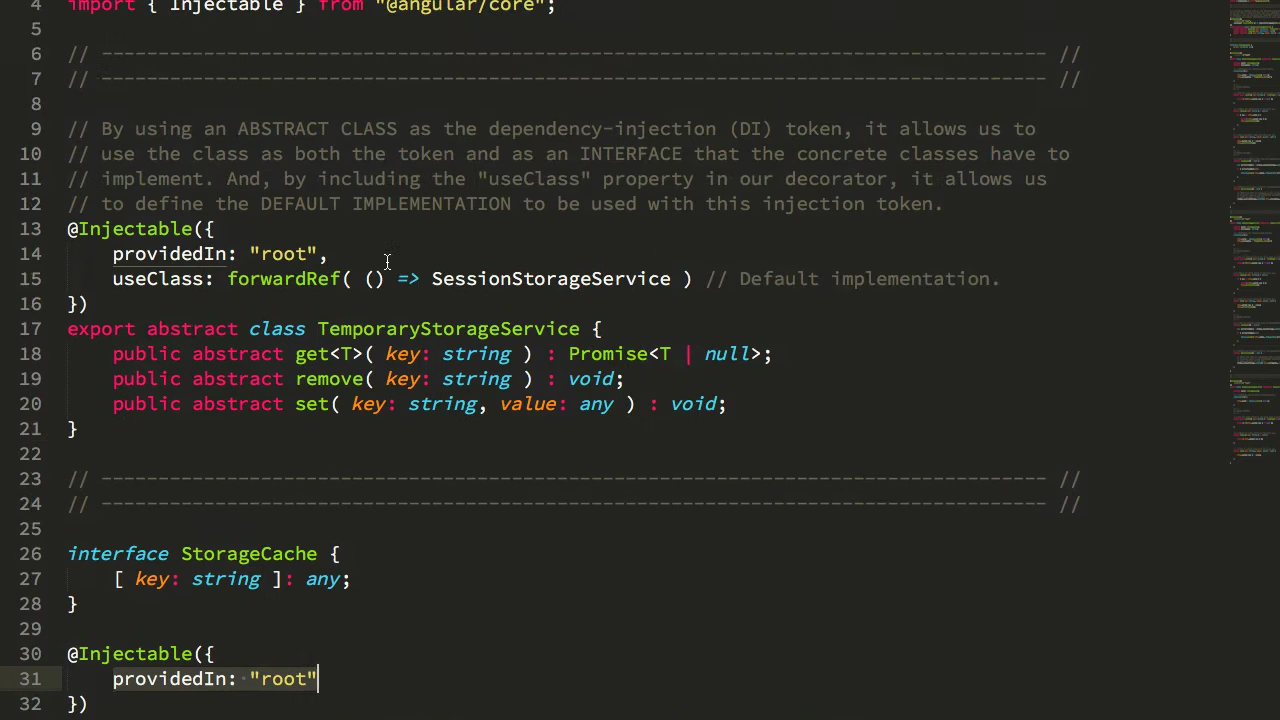 4 import { Injectable } from "@angular/core";
5
6 // ----------------------------------------------------------------------------------- //
7 // ----------------------------------------------------------------------------------- //
8
9 // By using an ABSTRACT CLASS as the dependency-injection (DI) token, it allows us to
10 // use the class as both the token and as an INTERFACE that the concrete classes have to
11 // implement. And, by including the "useClass" property in our decorator, it allows us
12 // to define the DEFAULT IMPLEMENTATION to be used with this injection token.
13 @Injectable({
14 providedIn: "root",
15 useClass: forwardRef( () => SessionStorageService ) // Default implementation.
16 })
17 export abstract class TemporaryStorageService {
18 public abstract get<T>( key: string ) : Promise<T | null>;
19 public abstract remove( key: string ) : void;
20 public abstract set( key: string, value: any ) : void;
21 }
22
23 // ----------------------------------------------------------------------------------- //
24 // ----------------------------------------------------------------------------------- //
25
26 interface StorageCache {
27 [ key: string ]: any;
28 }
29
30 @Injectable({
31 providedIn: "root"
32 })